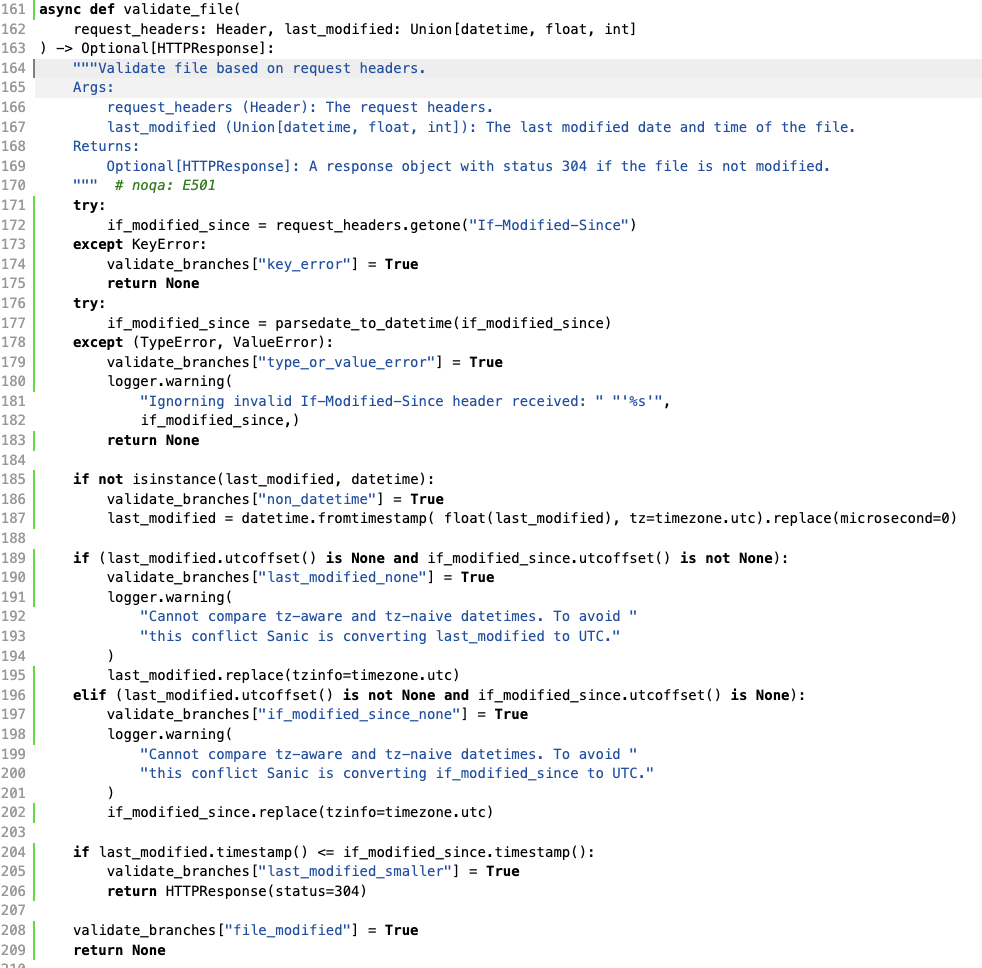 161 async def validate_file(
162     request_headers: Header, last_modified: Union[datetime, float, int]
163 ) -> Optional[HTTPResponse]:
164     """Validate file based on request headers.
165     Args:
166         request_headers (Header): The request headers.
167         last_modified (Union[datetime, float, int]): The last modified date and time of the file.
168     Returns:
169         Optional[HTTPResponse]: A response object with status 304 if the file is not modified.
170     """  # noqa: E501
171     try:
172         if_modified_since = request_headers.getone("If-Modified-Since")
173     except KeyError:
174         validate_branches["key_error"] = True
175         return None
176     try:
177         if_modified_since = parsedate_to_datetime(if_modified_since)
178     except (TypeError, ValueError):
179         validate_branches["type_or_value_error"] = True
180         logger.warning(
181             "Ignorning invalid If-Modified-Since header received: " "'%s'",
182             if_modified_since,)
183         return None
184
185     if not isinstance(last_modified, datetime):
186         validate_branches["non_datetime"] = True
187         last_modified = datetime.fromtimestamp( float(last_modified), tz=timezone.utc).replace(microsecond=0)
188
189     if (last_modified.utcoffset() is None and if_modified_since.utcoffset() is not None):
190         validate_branches["last_modified_none"] = True
191         logger.warning(
192             "Cannot compare tz-aware and tz-naive datetimes. To avoid "
193             "this conflict Sanic is converting last_modified to UTC."
194         )
195         last_modified.replace(tzinfo=timezone.utc)
196     elif (last_modified.utcoffset() is not None and if_modified_since.utcoffset() is None):
197         validate_branches["if_modified_since_none"] = True
198         logger.warning(
199             "Cannot compare tz-aware and tz-naive datetimes. To avoid "
200             "this conflict Sanic is converting if_modified_since to UTC."
201         )
202         if_modified_since.replace(tzinfo=timezone.utc)
203
204     if last_modified.timestamp() <= if_modified_since.timestamp():
205         validate_branches["last_modified_smaller"] = True
206         return HTTPResponse(status=304)
207
208     validate_branches["file_modified"] = True
209     return None